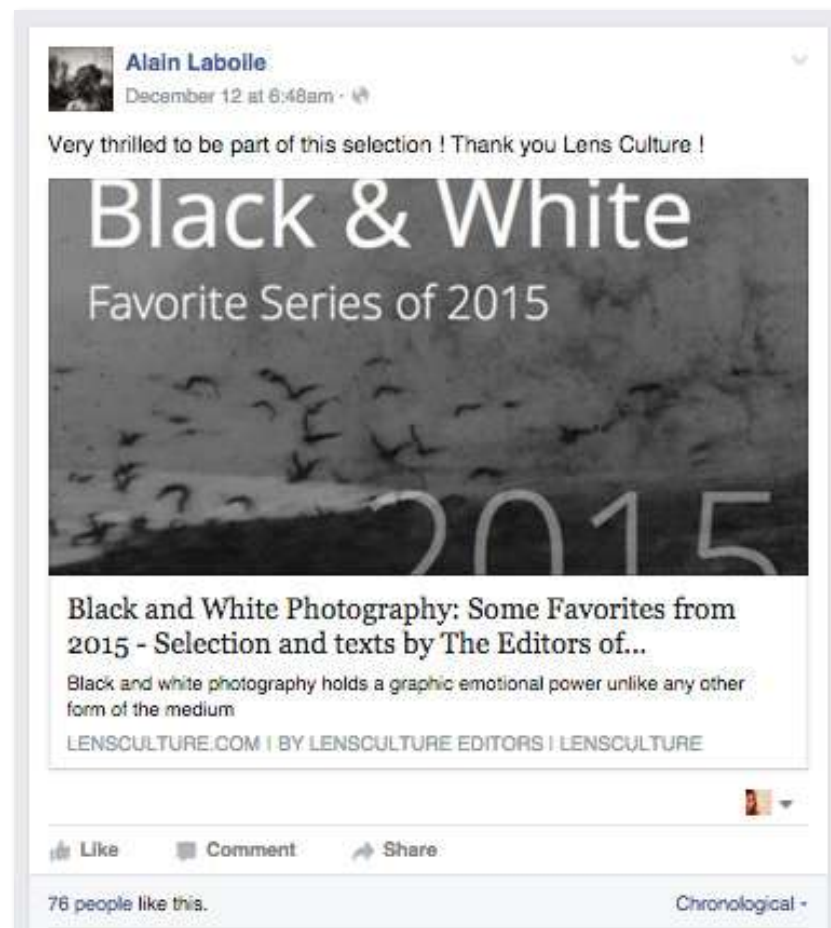 Alain Laboile
December 12 at 6:48am ·
Very thrilled to be part of this selection ! Thank you Lens Culture !
Black & White
Favorite Series of 2015
2015
Black and White Photography: Some Favorites from
2015 - Selection and texts by The Editors of...
Black and white photography holds a graphic emotional power unlike any other
form of the medium
LENSCULTURE.COM | BY LENSCULTURE EDITORS | LENSCULTURE
Like Comment Share
76 people like this. Chronological